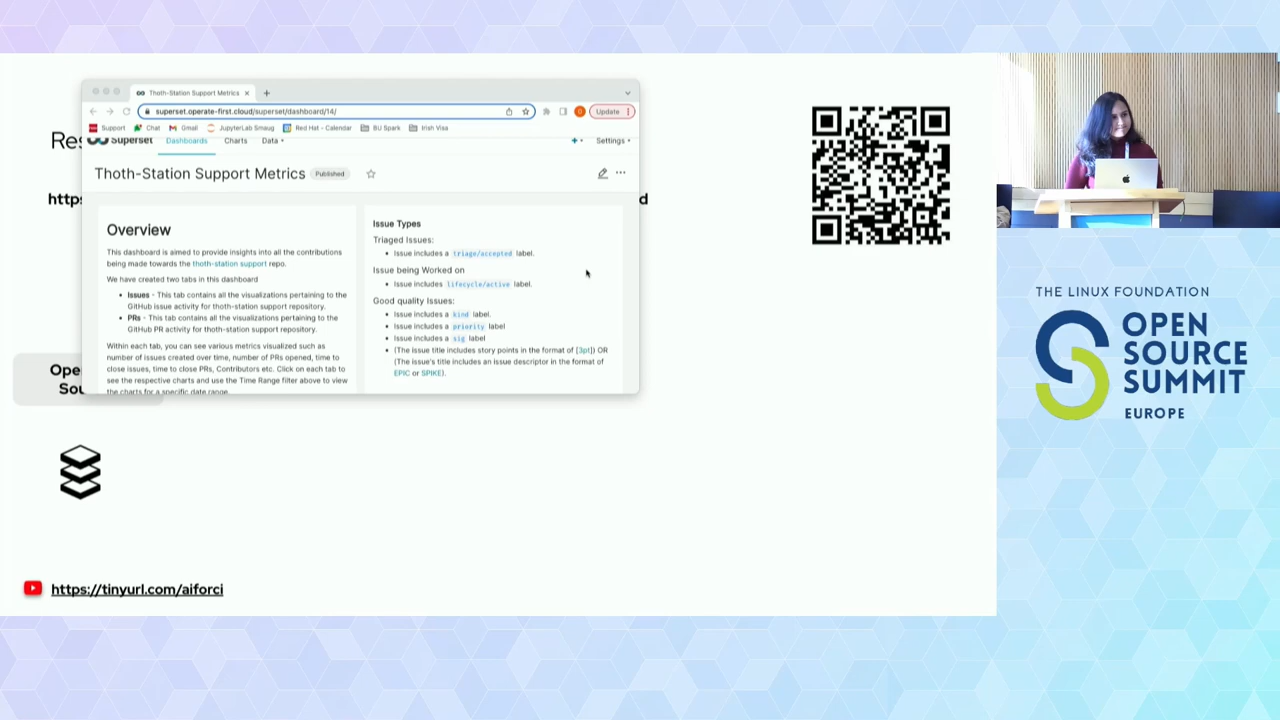 Thoth-Station Support Metrics
superset.operate-first.cloud/superset/dashboard/14/
Update
Support
Chat
Gmail
JupyterLab Smaug
Red Hat - Calendar
BU Spark
Irish Visa
Superset
Dashboards
Charts
Data
Settings
Thoth-Station Support Metrics
Published
Overview
This dashboard is aimed to provide insights into all the contributions
being made towards the thoth-station support repo.
We have created two tabs in this dashboard
Issues - This tab contains all the visualizations pertaining to the
GitHub issue activity for thoth-station support repository.
PRs - This tab contains all the visualizations pertaining to the
GitHub PR activity for thoth-station support repository.
Within each tab, you can see various metrics visualized such as
number of issues created over time, number of PRs opened, time to
close issues, time to close PRs, Contributors etc. Click on each tab to
see the respective charts and use the Time Range filter above to view
the charts for a specific date range.
Issue Types
Triaged Issues:
Issue includes a triage/accepted label.
Issue being Worked on
Issue includes lifecycle/active label.
Good quality Issues:
Issue includes a kind label.
Issue includes a priority label
Issue includes a sig label
(The issue title includes story points in the format of [3pt]) OR
(The issue's title includes an issue descriptor in the format of
EPIC or SPIKE).
Res
https
d
Ope
Sou
https://tinyurl.com/aiforci
THE LINUX FOUNDATION
OPEN
SOURCE
SUMMIT
EUROPE